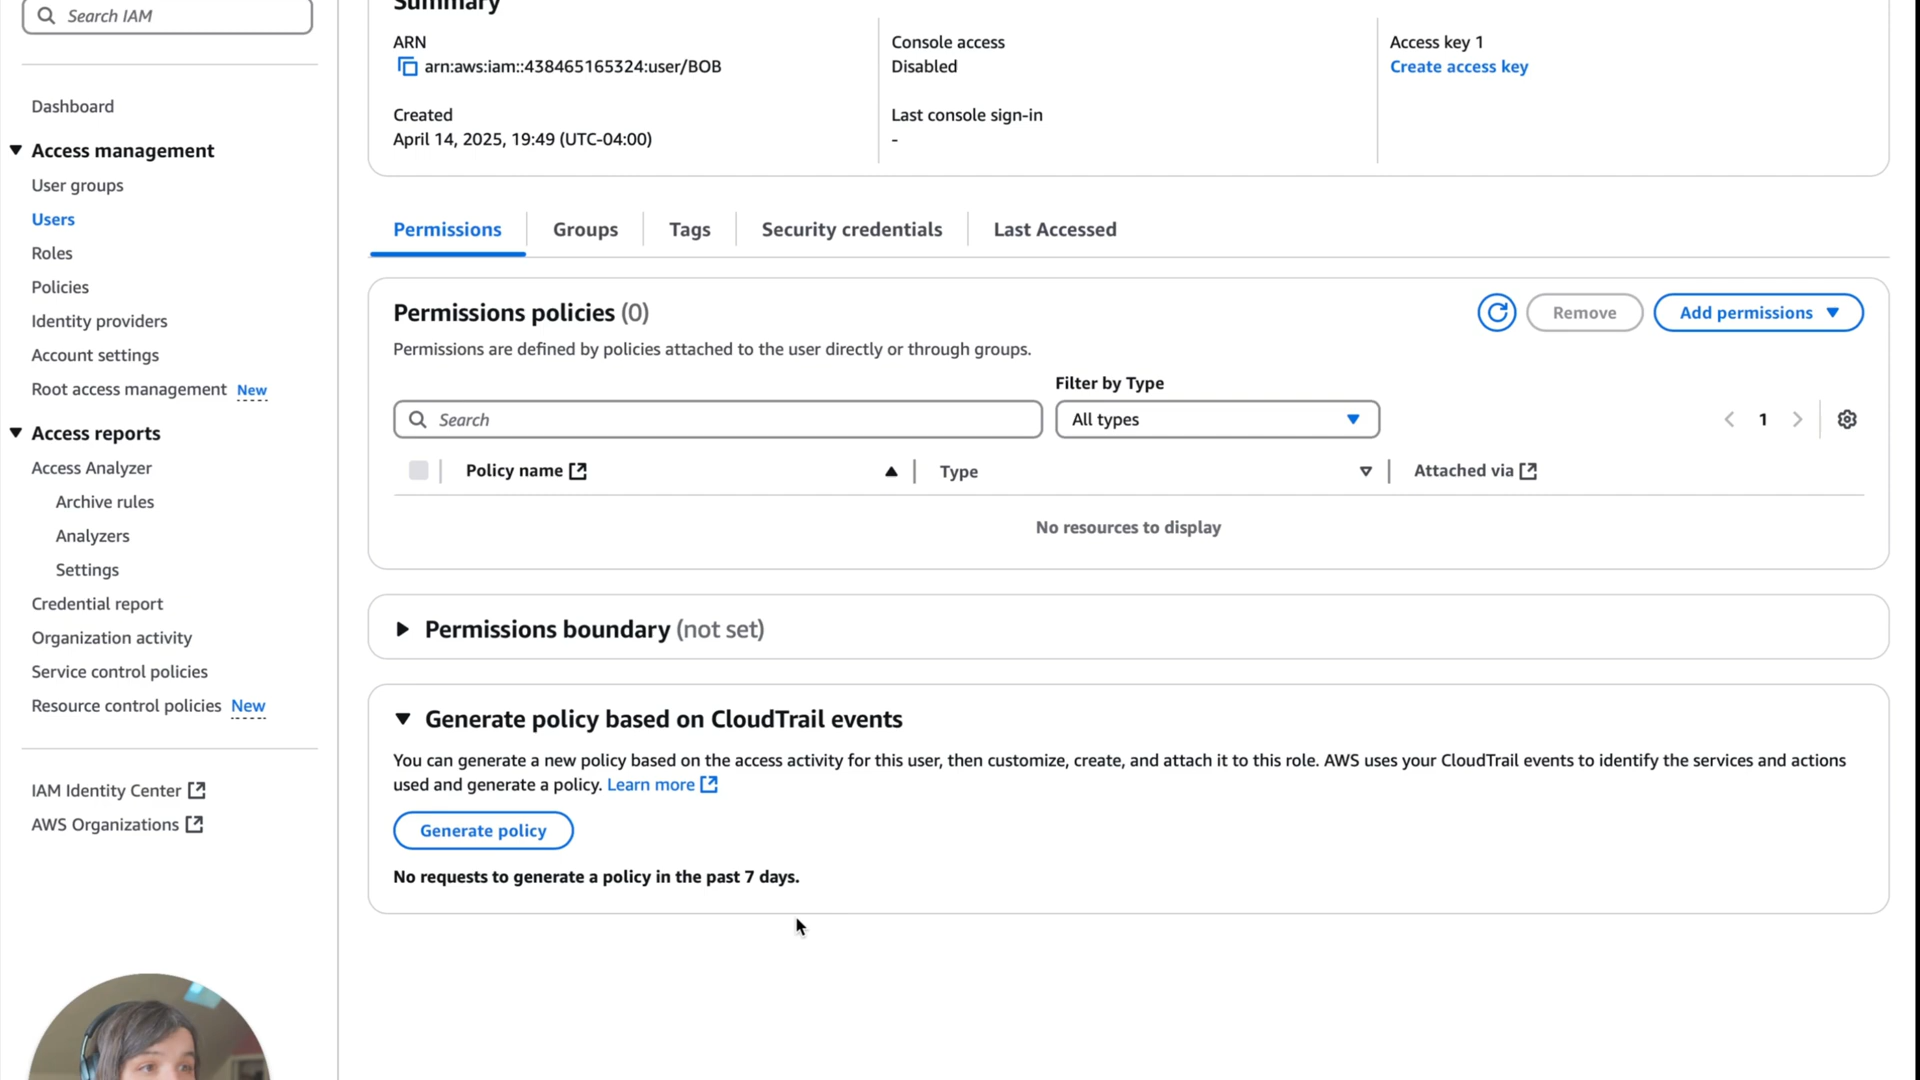 Search IAM
Dashboard
Access management
User groups
Users
Roles
Policies
Identity providers
Account settings
Root access management New
Access reports
Access Analyzer
Archive rules
Analyzers
Settings
Credential report
Organization activity
Service control policies
Resource control policies New
IAM Identity Center
AWS Organizations
Summary
ARN
arn:aws:iam::438465165324:user/BOB
Created
April 14, 2025, 19:49 (UTC-04:00)
Console access
Disabled
Last console sign-in
-
Access key 1
Create access key
Permissions
Groups
Tags
Security credentials
Last Accessed
Permissions policies (0)
Remove
Add permissions
Permissions are defined by policies attached to the user directly or through groups.
Filter by Type
Search
All types
1
Policy name
Type
Attached via
No resources to display
Permissions boundary (not set)
Generate policy based on CloudTrail events
You can generate a new policy based on the access activity for this user, then customize, create, and attach it to this role. AWS uses your CloudTrail events to identify the services and actions
used and generate a policy. Learn more
Generate policy
No requests to generate a policy in the past 7 days.